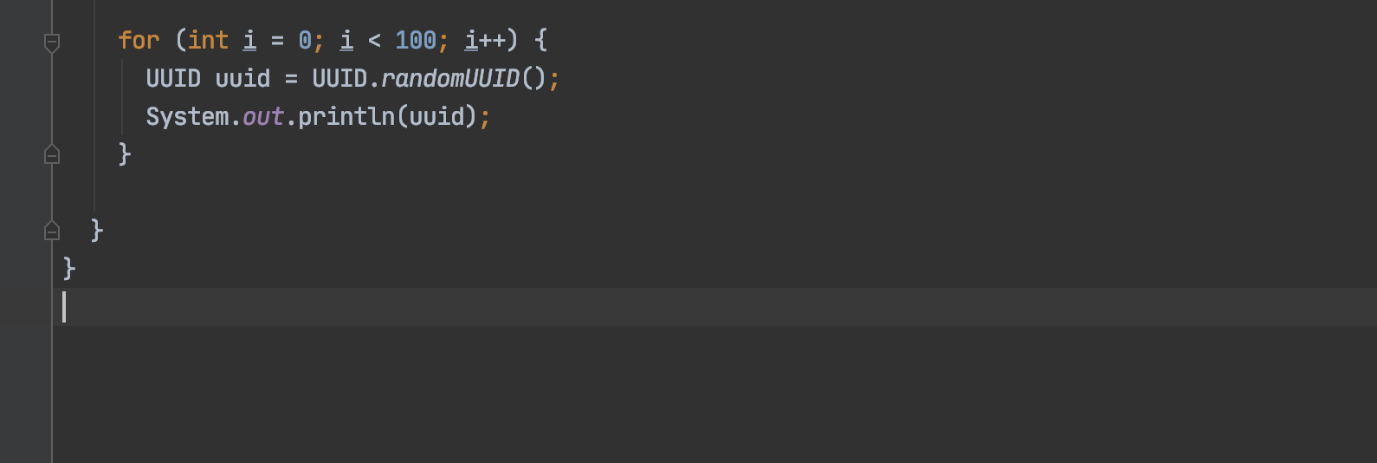 for (int i = 0; i < 100; i++) {
UUID uuid = UUID.randomUUID();
System.out.println(uuid);
}
}
}